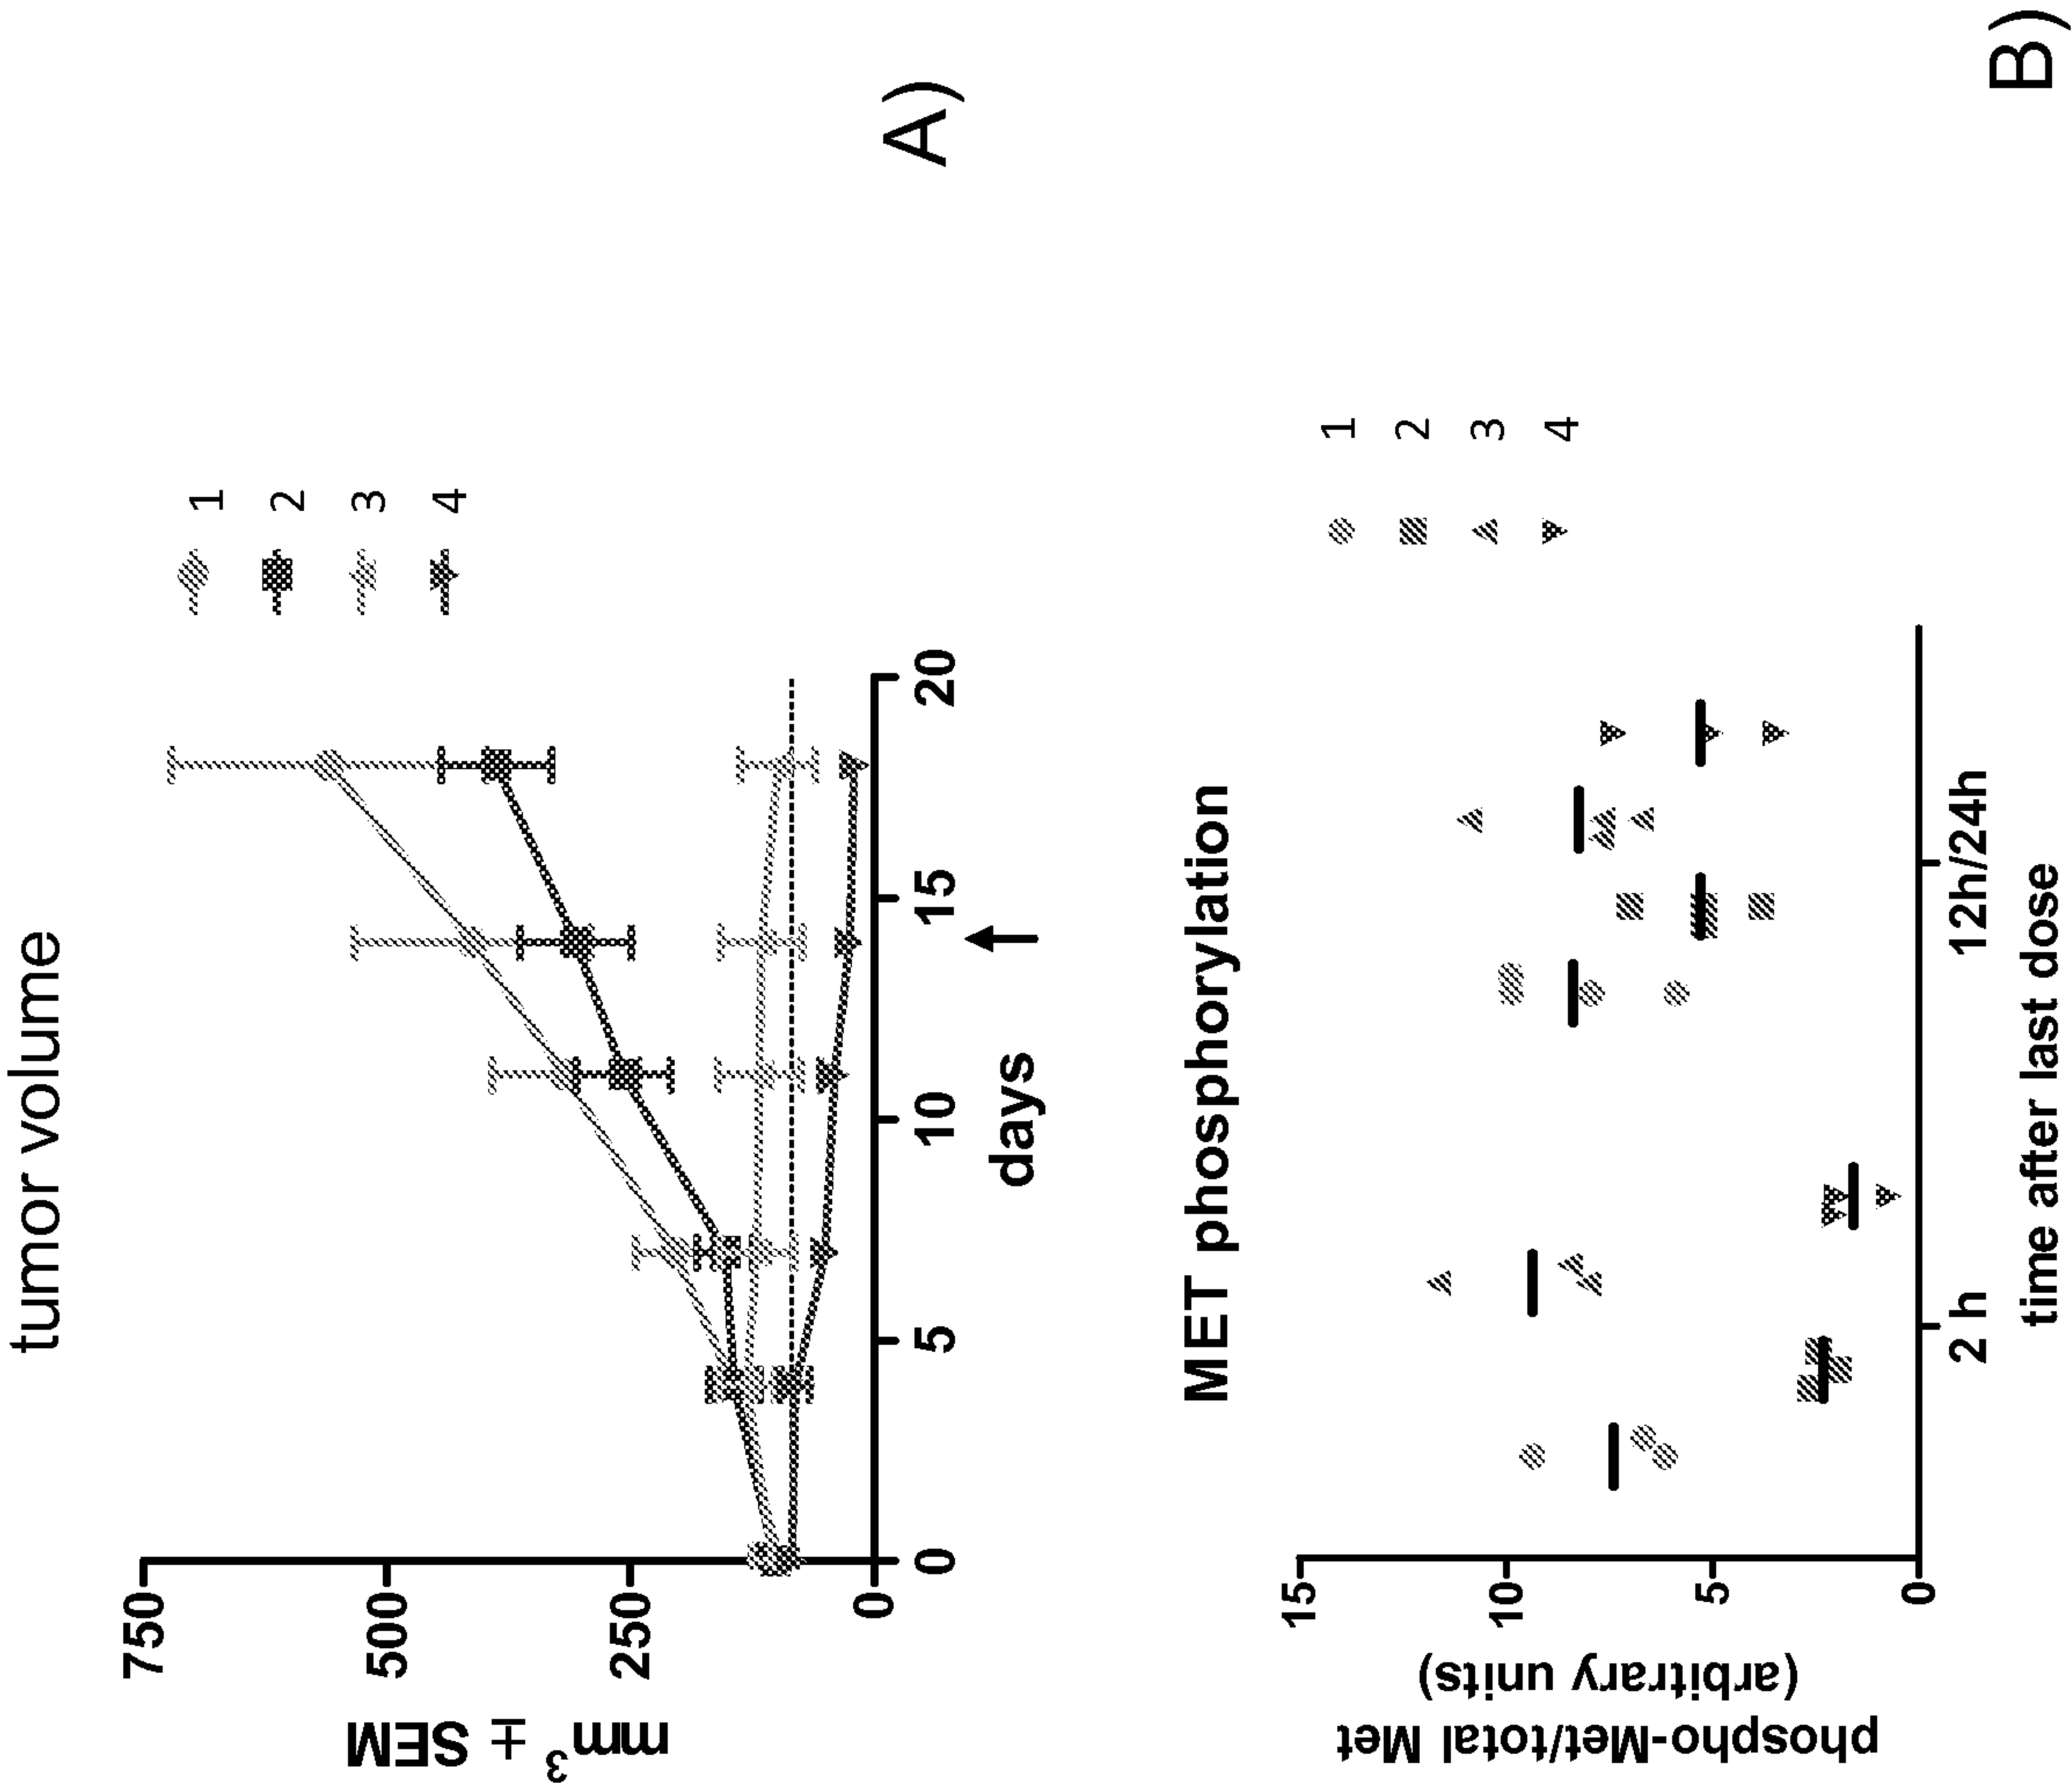 tumor volume
mm³ ± SEM
750
500
250
0
0
5
10
15
20
days
1
2
3
4
A)
MET phosphorylation
phospho-Met/total Met
(arbitrary units)
15
10
5
0
2 h
12h/24h
time after last dose
1
2
3
4
B)